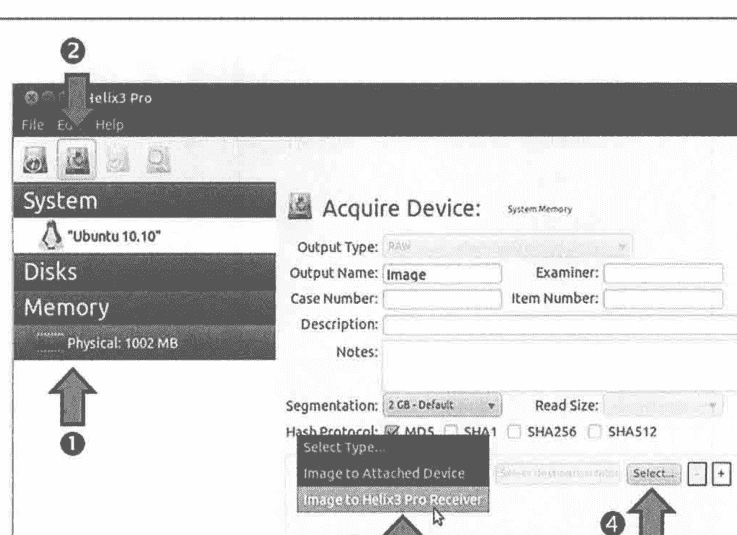 2
Helix3 Pro
File Edit Help
System
Acquire Device: System Memory
"Ubuntu 10.10"
Output Type: RAW
Disks
Output Name: Image Examiner:
Case Number: Item Number:
Memory
Description:
Physical: 1002 MB
Notes:
Segmentation: 2 GB - Default Read Size:
1
Hash Protocol: MD5 SHA1 SHA256 SHA512
Select Type...
Image to Attached Device
Select... - +
Image to Helix3 Pro Receiver
4